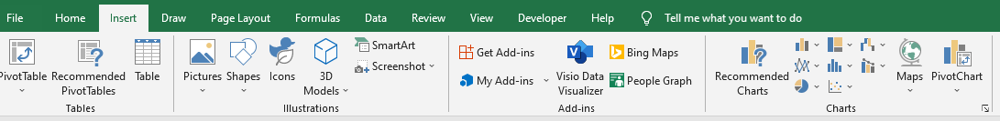 File Home Insert Draw Page Layout Formulas Data Review View Developer Help Tell me what you want to do
PivotTable
Recommended
PivotTables
Table
Tables
Pictures
Shapes
Icons
3D
Models
SmartArt
Screenshot
Illustrations
Get Add-ins
My Add-ins
Visio Data
Visualizer
Bing Maps
People Graph
Add-ins
Recommended
Charts
Maps
PivotChart
Charts